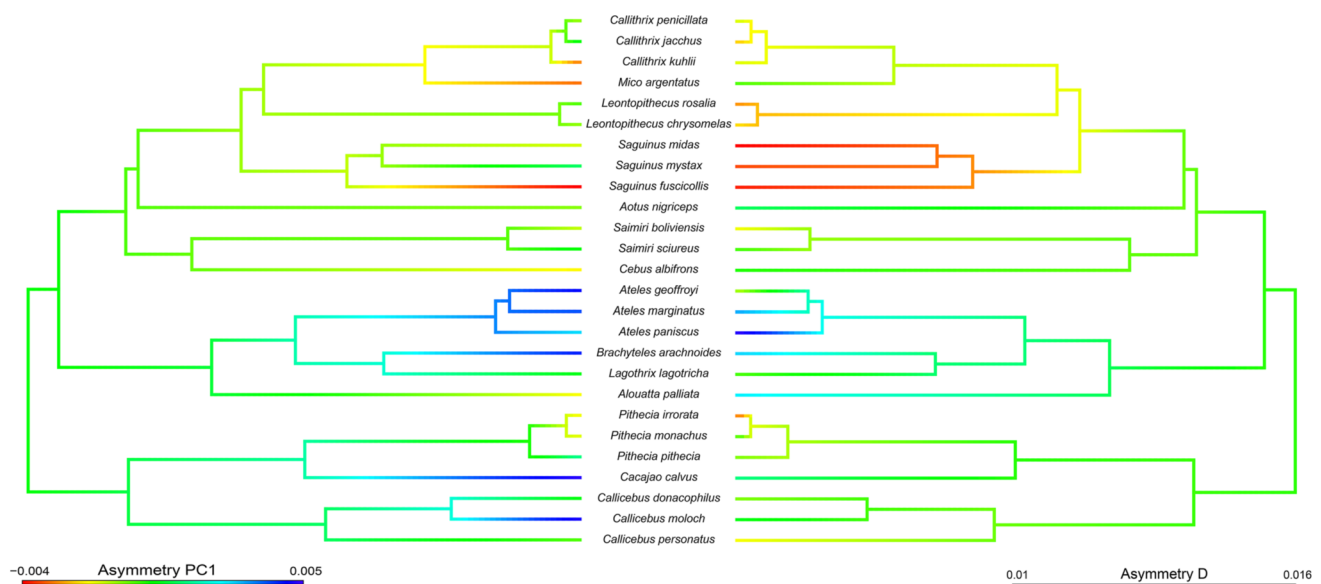 Callithrix penicillata
Callithrix jacchus
Callithrix kuhlii
Mico argentatus
Leontopithecus rosalia
Leontopithecus chrysomelas
Saguinus midas
Saguinus mystax
Saguinus fuscicollis
Aotus nigriceps
Saimiri boliviensis
Saimiri sciureus
Cebus albifrons
Ateles geoffroyi
Ateles marginatus
Ateles paniscus
Brachyteles arachnoides
Lagothrix lagotricha
Alouatta palliata
Pithecia irrorata
Pithecia monachus
Pithecia pithecia
Cacajao calvus
Callicebus donacophilus
Callicebus moloch
Callicebus personatus
−0.004 Asymmetry PC1 0.005
0.01 Asymmetry D 0.016